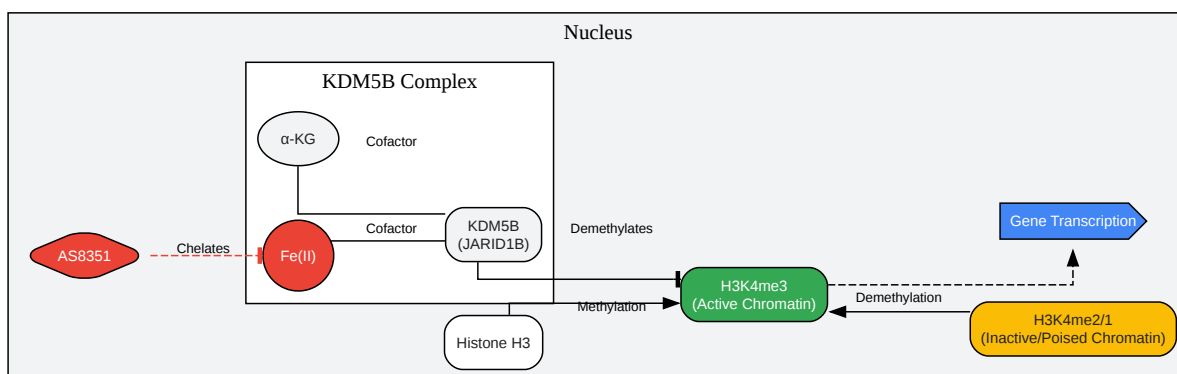 Nucleus
KDM5B Complex
α-KG
Cofactor
AS8351
Chelates
Fe(II)
Cofactor
KDM5B
(JARID1B)
Demethylates
Gene Transcription
H3K4me3
(Active Chromatin)
Methylation
Demethylation
Histone H3
H3K4me2/1
(Inactive/Poised Chromatin)